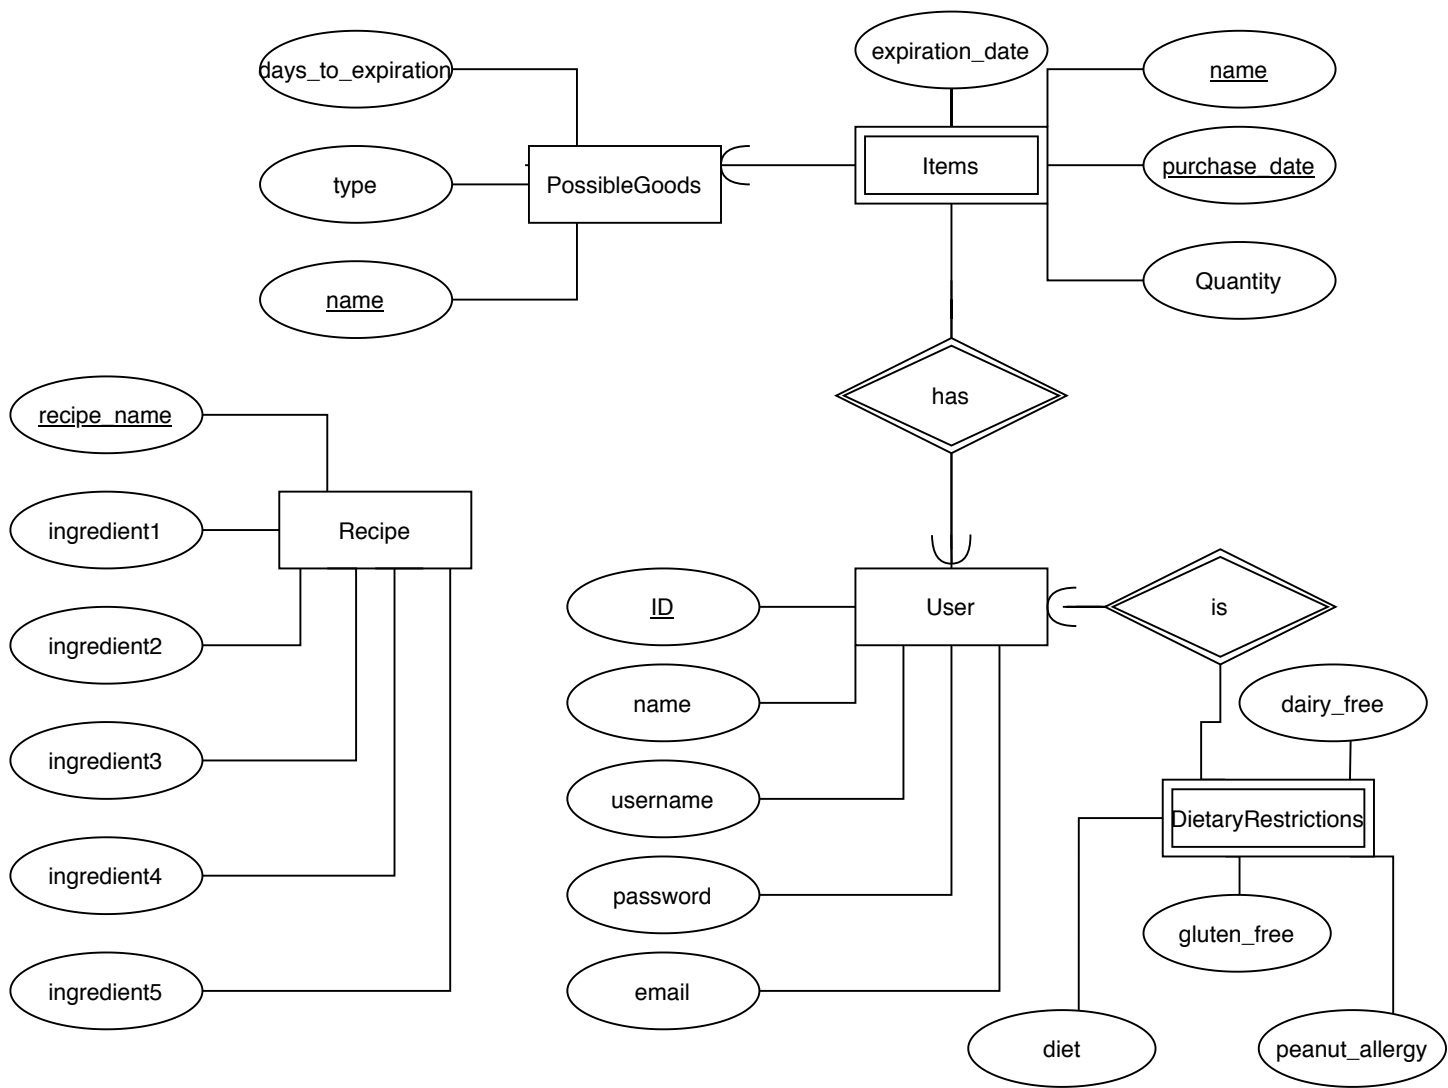 expiration_date
days_to_expiration
name
Items
purchase_date
type
PossibleGoods
Quantity
name
has
recipe_name
ingredient1
Recipe
ID
User
is
ingredient2
name
dairy_free
ingredient3
username
DietaryRestrictions
ingredient4
password
gluten_free
ingredient5
email
diet
peanut_allergy